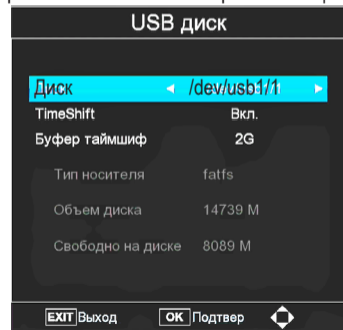 USB диск
Диск /dev/usb1/1
TimeShift Вкл.
Буфер таймшиф 2G
Тип носителя fatfs
Объем диска 14739 M
Свободно на диске 8089 M
EXIT Выход OK Подтвер